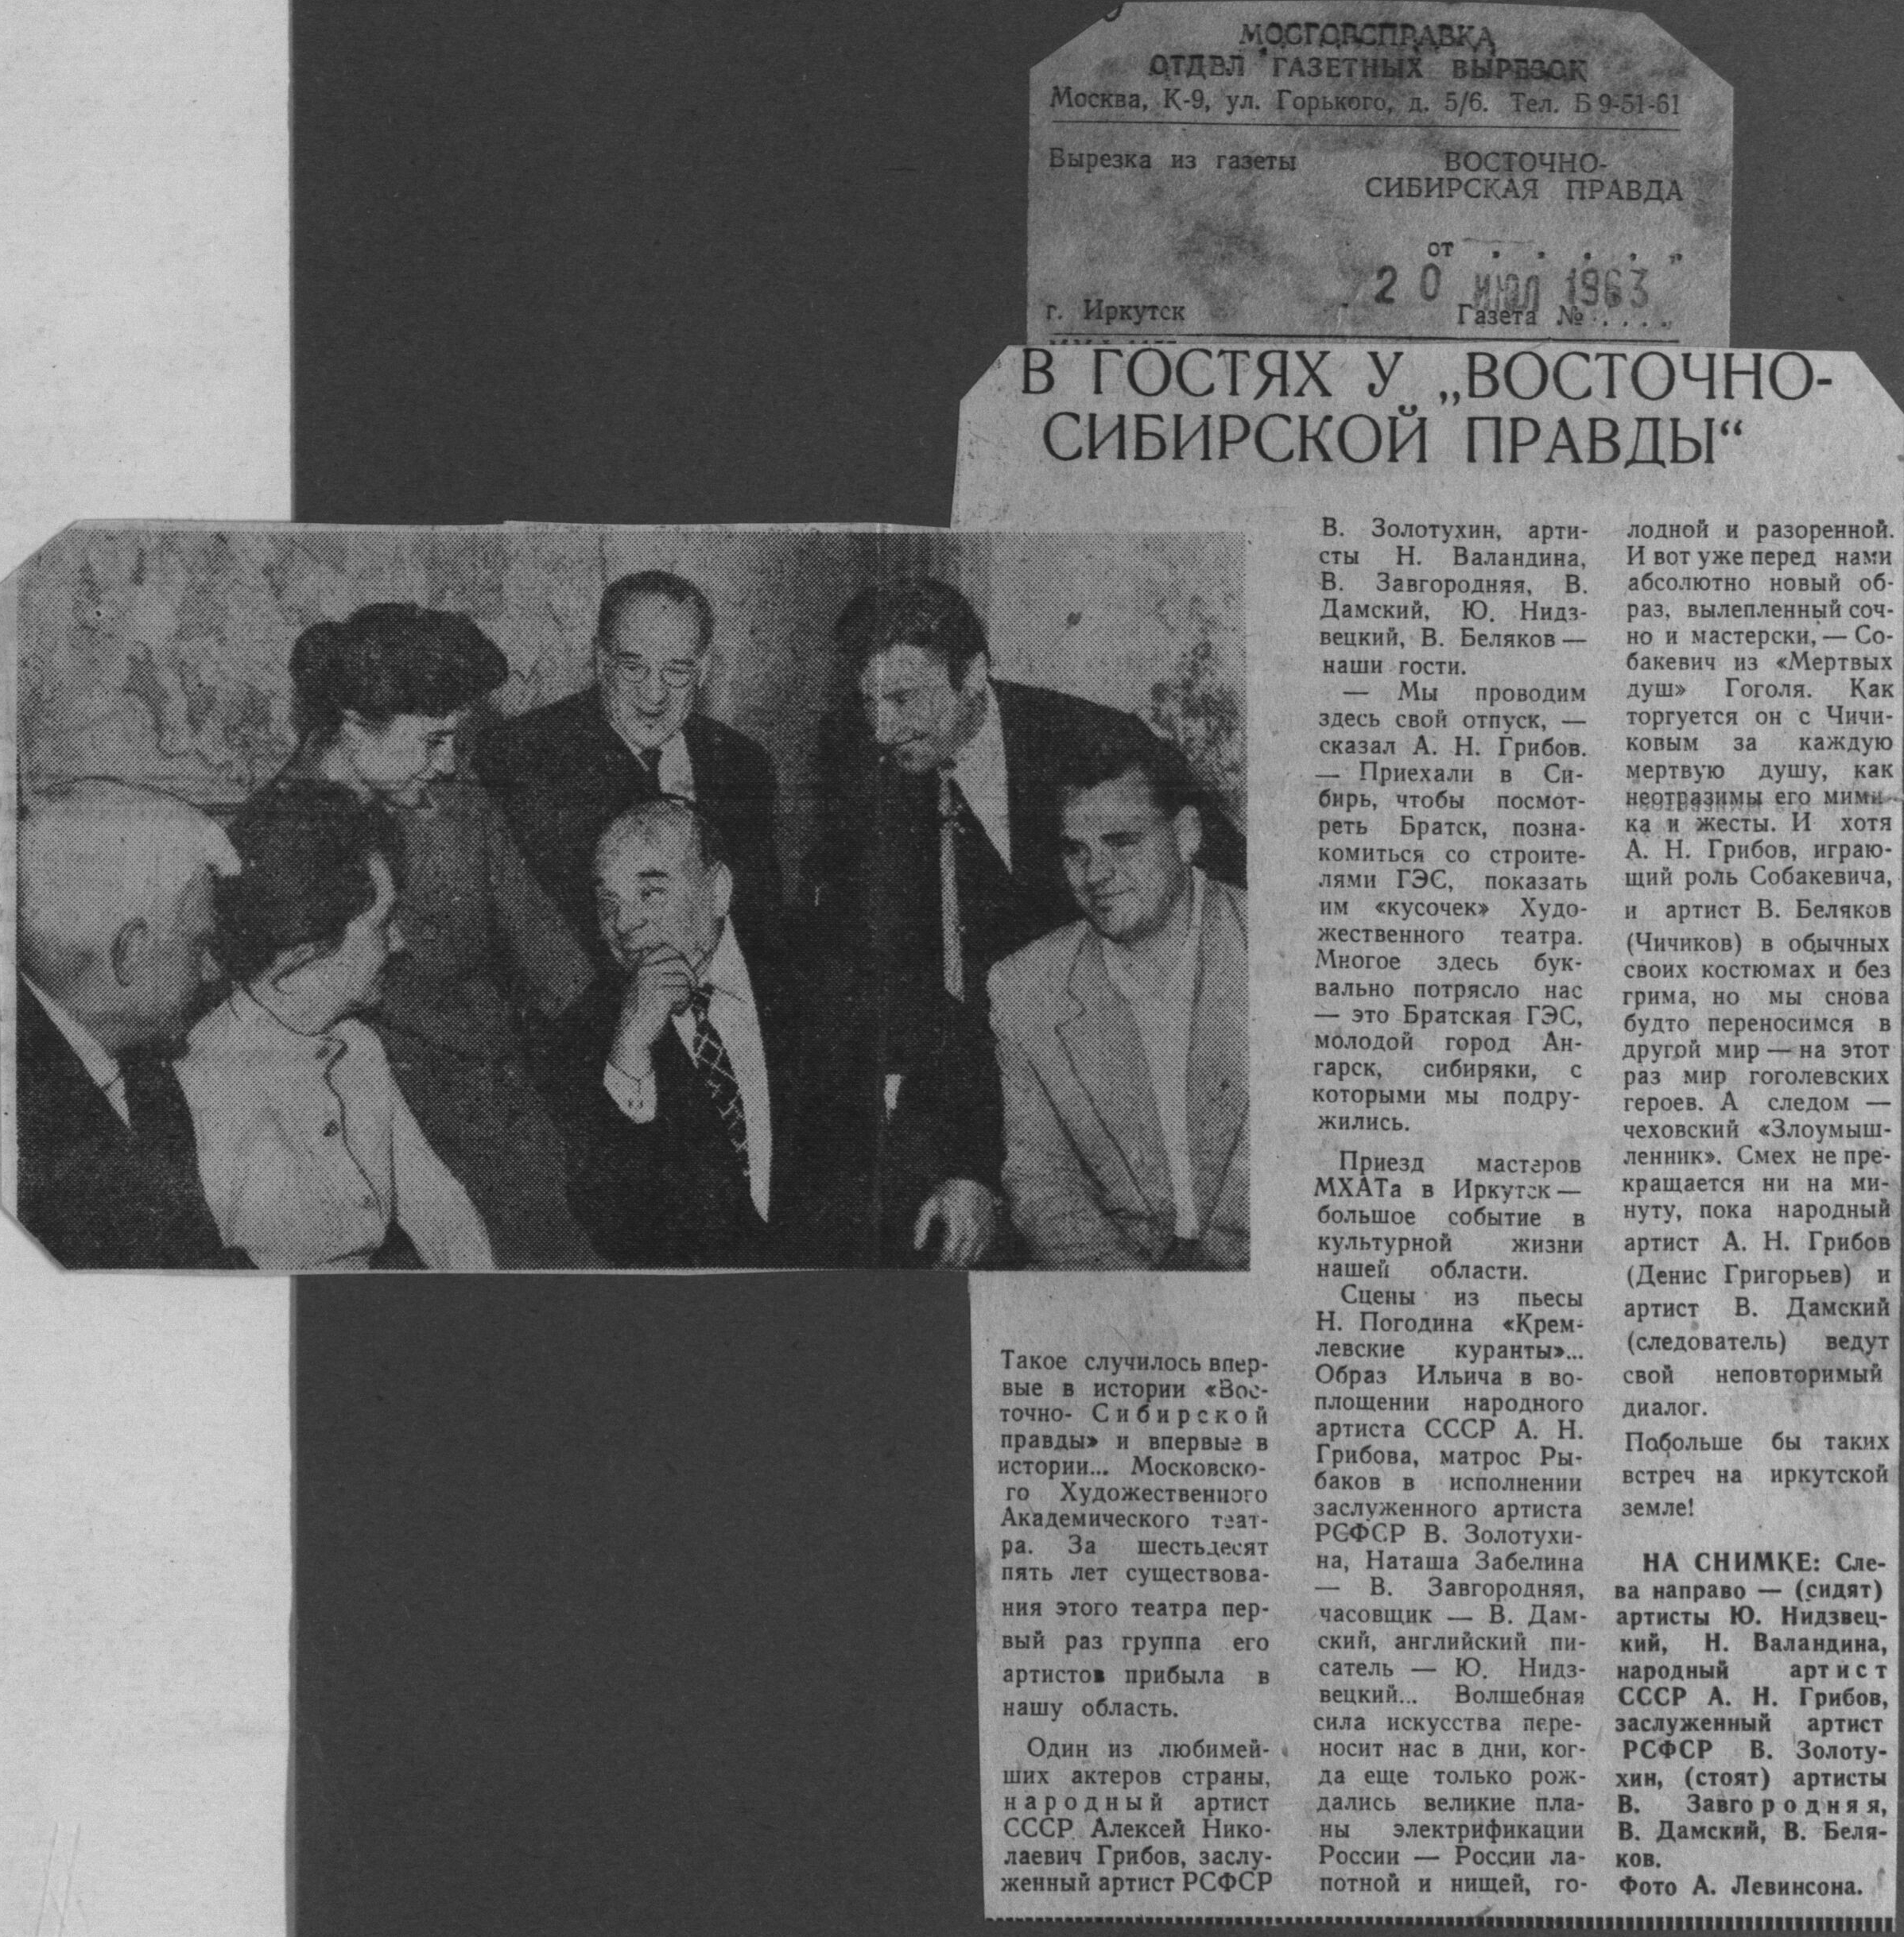 МОСГОРСПРАВКА
ОТДЕЛ ГАЗЕТНЫХ ВЫРЕЗОК
Москва, К-9, ул. Горького, д. 5/6. Тел. Б 9-51-61
Вырезка из газеты
ВОСТОЧНО-
СИБИРСКАЯ ПРАВДА
от . . . . .
20 ИЮЛ 1963
г. Иркутск
Газета № . . . .
В ГОСТЯХ У „ВОСТОЧНО-
СИБИРСКОЙ ПРАВДЫ“
Такое случилось впер-
вые в истории «Вос-
точно- Сибирской
правды» и впервые в
истории... Московско-
го Художественного
Академического теат-
ра. За шестьдесят
пять лет существова-
ния этого театра пер-
вый раз группа его
артистов прибыла в
нашу область.
Один из любимей-
ших актеров страны,
народный артист
СССР Алексей Нико-
лаевич Грибов, заслу-
женный артист РСФСР
В. Золотухин, арти-
сты Н. Валандина,
В. Завгородняя, В.
Дамский, Ю. Нидз-
вецкий, В. Беляков —
наши гости.
— Мы проводим
здесь свой отпуск, —
сказал А. Н. Грибов.
— Приехали в Си-
бирь, чтобы посмот-
реть Братск, позна-
комиться со строите-
лями ГЭС, показать
им «кусочек» Худо-
жественного театра.
Многое здесь бук-
вально потрясло нас
— это Братская ГЭС,
молодой город Ан-
гарск, сибиряки, с
которыми мы подру-
жились.
Приезд мастеров
МХАТа в Иркутск —
большое событие в
культурной жизни
нашей области.
Сцены из пьесы
Н. Погодина «Крем-
левские куранты»...
Образ Ильича в во-
площении народного
артиста СССР А. Н.
Грибова, матрос Ры-
баков в исполнении
заслуженного артиста
РСФСР В. Золотухи-
на, Наташа Забелина
— В. Завгородняя,
часовщик — В. Дам-
ский, английский пи-
сатель — Ю. Нидз-
вецкий... Волшебная
сила искусства пере-
носит нас в дни, ког-
да еще только рож-
дались великие пла-
ны электрификации
России — России ла-
потной и нищей, го-
лодной и разоренной.
И вот уже перед нами
абсолютно новый об-
раз, вылепленный соч-
но и мастерски, — Со-
бакевич из «Мертвых
душ» Гоголя. Как
торгуется он с Чичи-
ковым за каждую
мертвую душу, как
неотразимы его мими-
ка и жесты. И хотя
А. Н. Грибов, играю-
щий роль Собакевича,
и артист В. Беляков
(Чичиков) в обычных
своих костюмах и без
грима, но мы снова
будто переносимся в
другой мир — на этот
раз мир гоголевских
героев. А следом —
чеховский «Злоумыш-
ленник». Смех не пре-
кращается ни на ми-
нуту, пока народный
артист А. Н. Грибов
(Денис Григорьев) и
артист В. Дамский
(следователь) ведут
свой неповторимый
диалог.
Побольше бы таких
встреч на иркутской
земле!
НА СНИМКЕ: Сле-
ва направо — (сидят)
артисты Ю. Нидзвец-
кий, Н. Валандина,
народный артист
СССР А. Н. Грибов,
заслуженный артист
РСФСР В. Золоту-
хин, (стоят) артисты
В. Завгородняя,
В. Дамский, В. Беля-
ков.
Фото А. Левинсона.